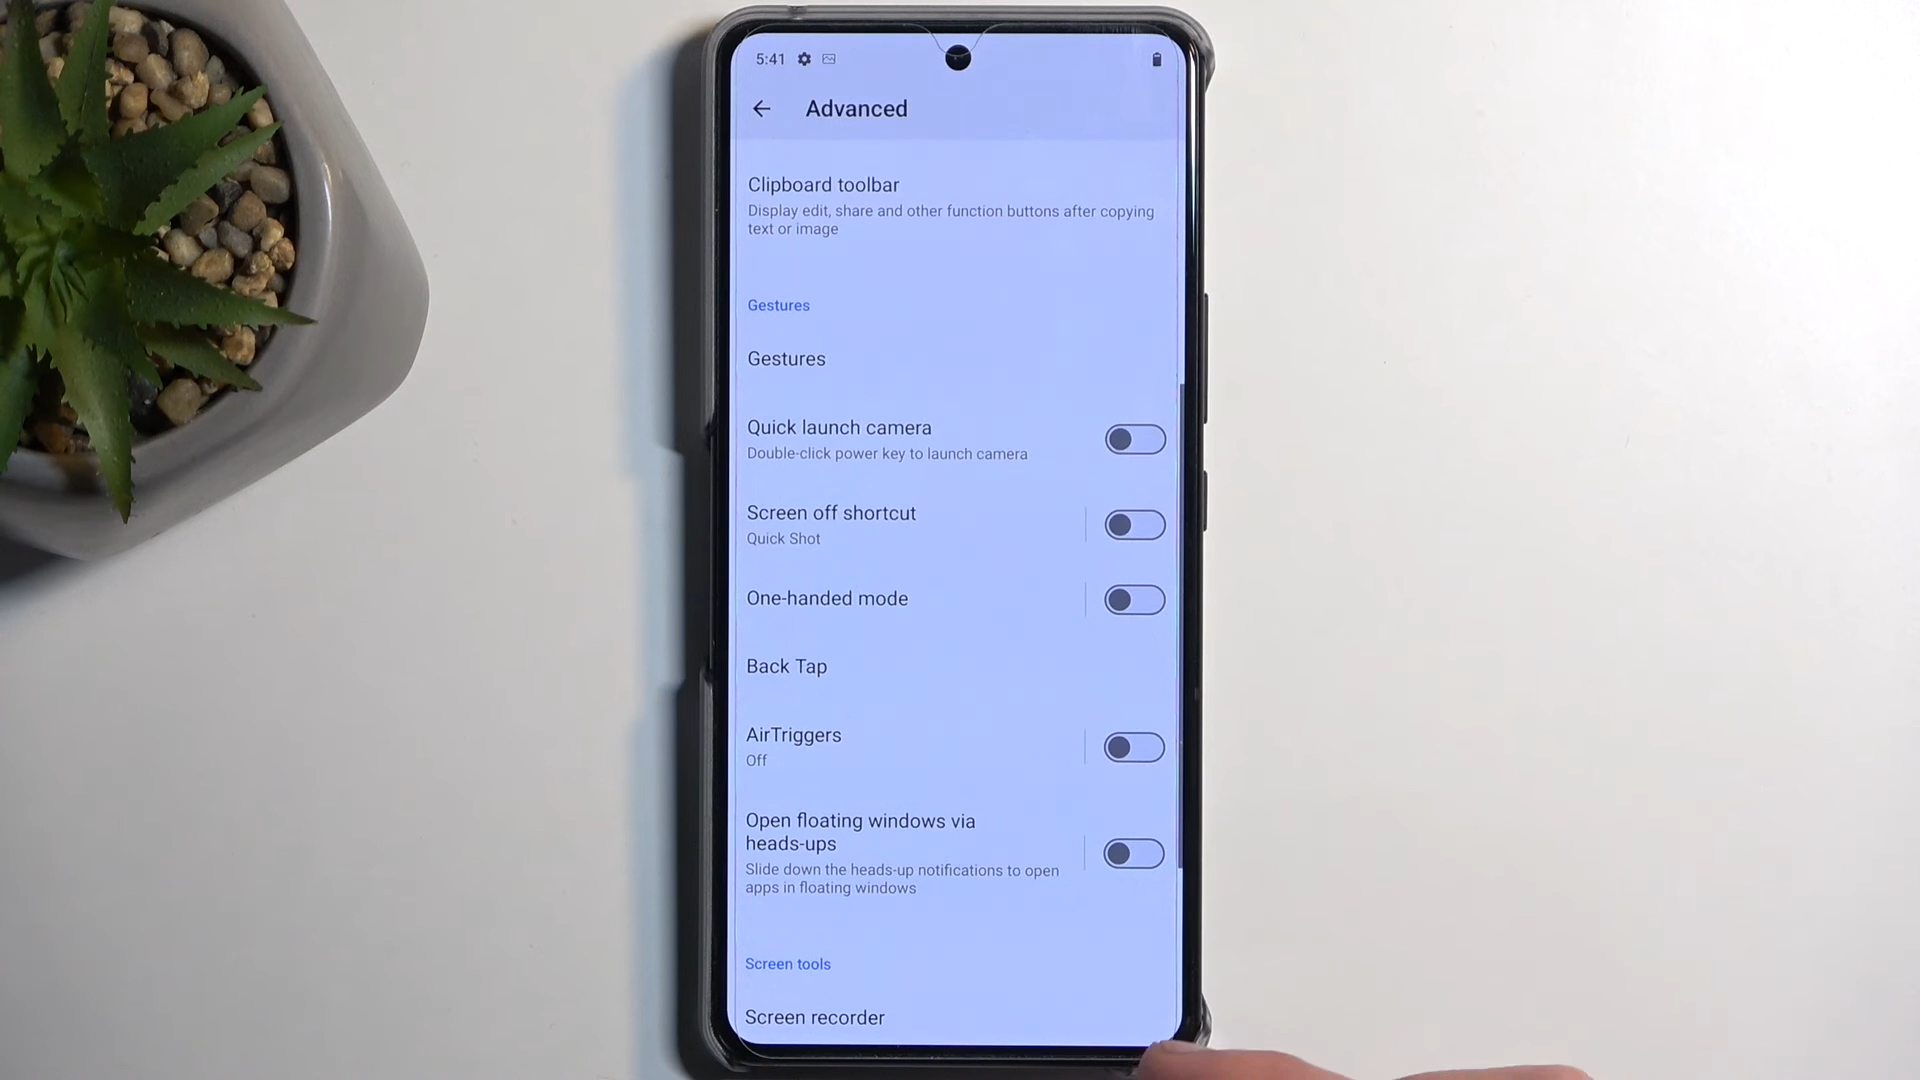 5:41
Advanced
Clipboard toolbar
Display edit, share and other function buttons after copying
text or image
Gestures
Gestures
Quick launch camera
Double-click power key to launch camera
Screen off shortcut
Quick Shot
One-handed mode
Back Tap
AirTriggers
Off
Open floating windows via
heads-ups
Slide down the heads-up notifications to open
apps in floating windows
Screen tools
Screen recorder